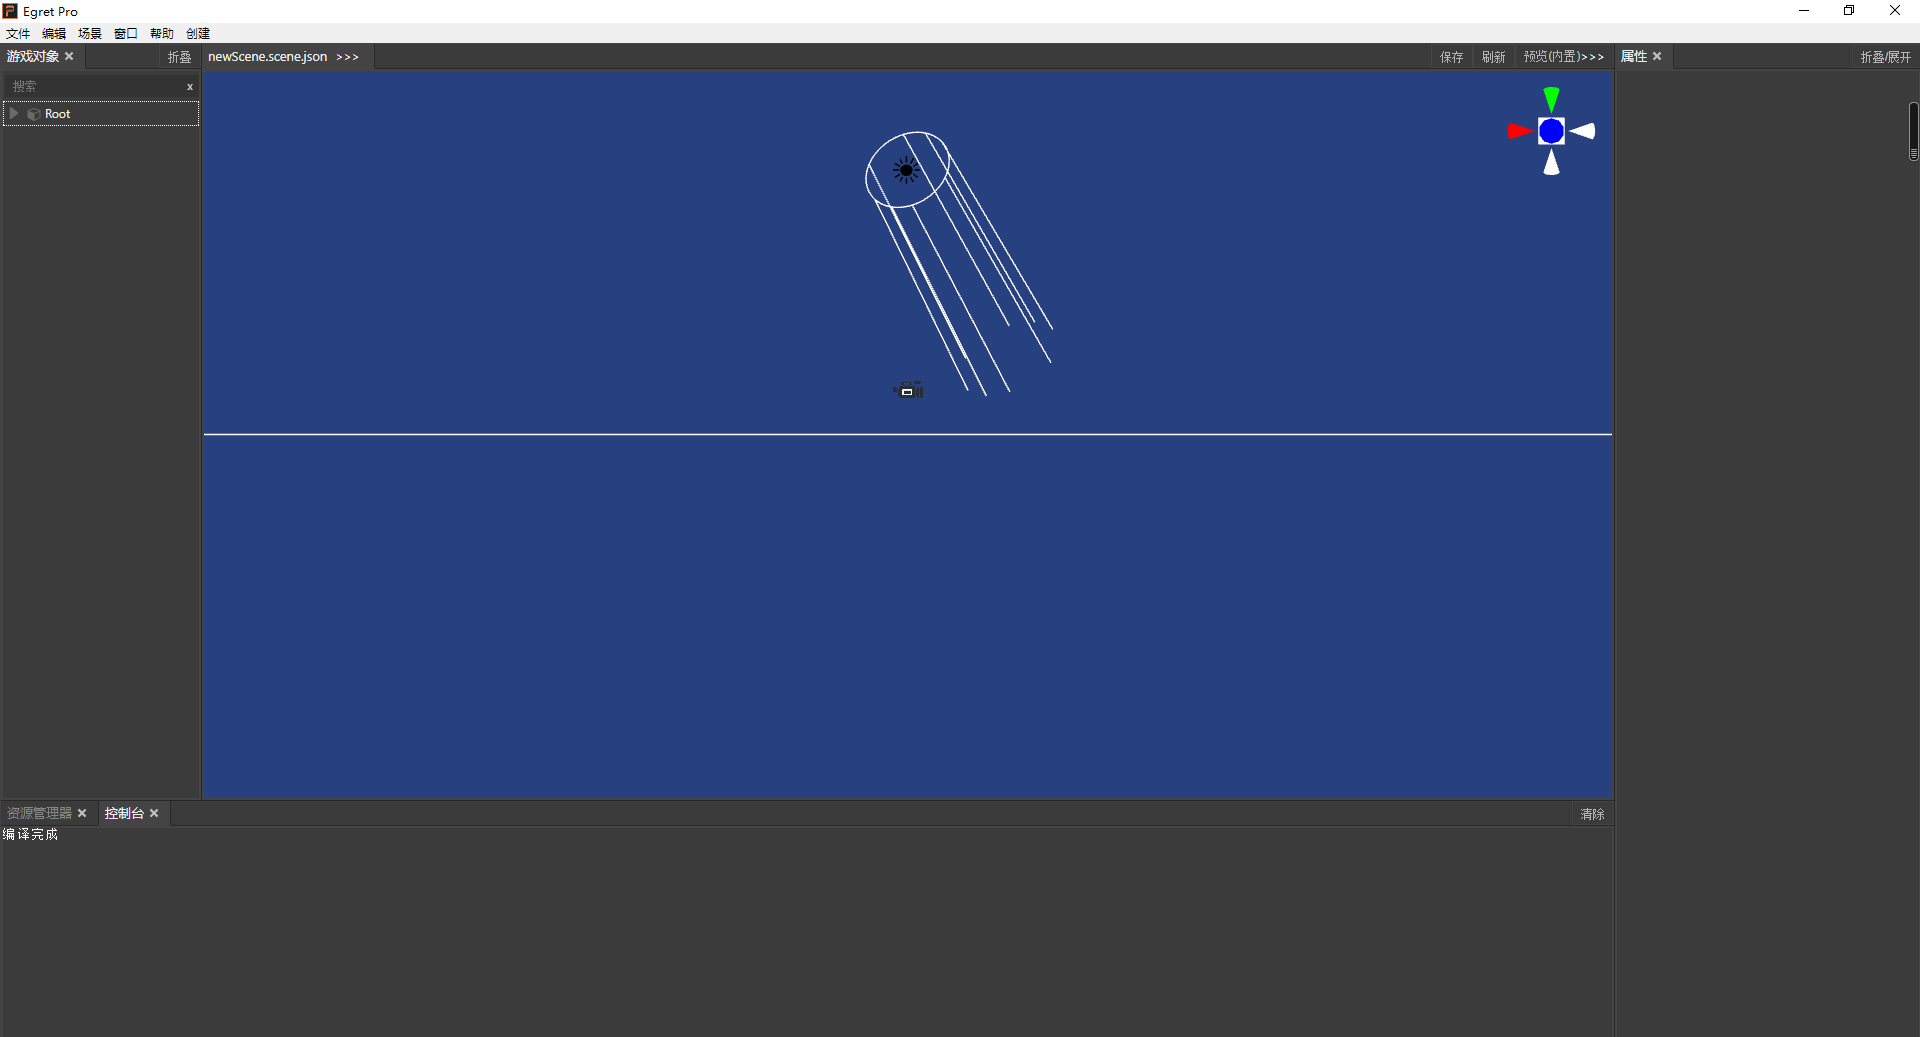 Egret Pro
文件 编辑 场景 窗口 帮助 创建
游戏对象 折叠 newScene.scene.json >>> 保存 刷新 预览(内置)>>> 属性 折叠/展开
搜索 x
Root
资源管理器 控制台 清除
编译完成